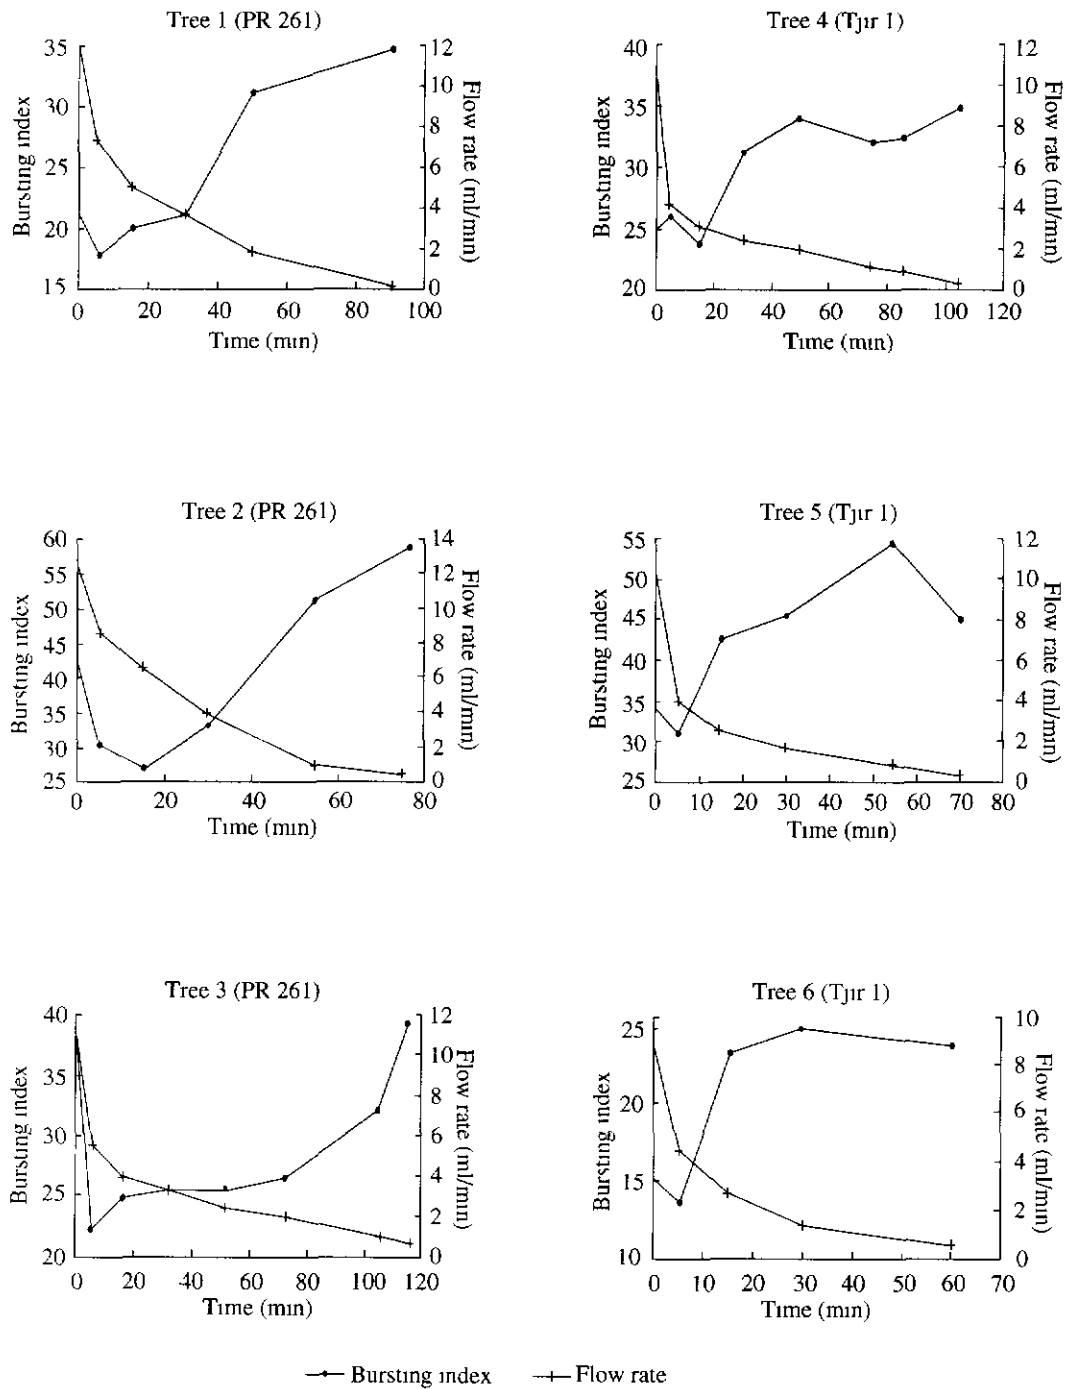 Tree 1 (PR 261)
35
30
25
20
15
Bursting index
12
10
8
6
4
2
0
Flow rate (ml/min)
0 20 40 60 80 100
Time (min)
Tree 4 (Tjir 1)
40
35
30
25
20
Bursting index
12
10
8
6
4
2
0
Flow rate (ml/min)
0 20 40 60 80 100 120
Time (min)
Tree 2 (PR 261)
60
55
50
45
40
35
30
25
Bursting index
14
12
10
8
6
4
2
0
Flow rate (ml/min)
0 20 40 60 80
Time (min)
Tree 5 (Tjir 1)
55
50
45
40
35
30
25
Bursting index
12
10
8
6
4
2
0
Flow rate (ml/min)
0 10 20 30 40 50 60 70 80
Time (min)
Tree 3 (PR 261)
40
35
30
25
20
Bursting index
12
10
8
6
4
2
0
Flow rate (ml/min)
0 20 40 60 80 100 120
Time (min)
Tree 6 (Tjir 1)
25
20
15
10
Bursting index
10
8
6
4
2
0
Flow rate (ml/min)
0 10 20 30 40 50 60 70
Time (min)
Bursting index Flow rate